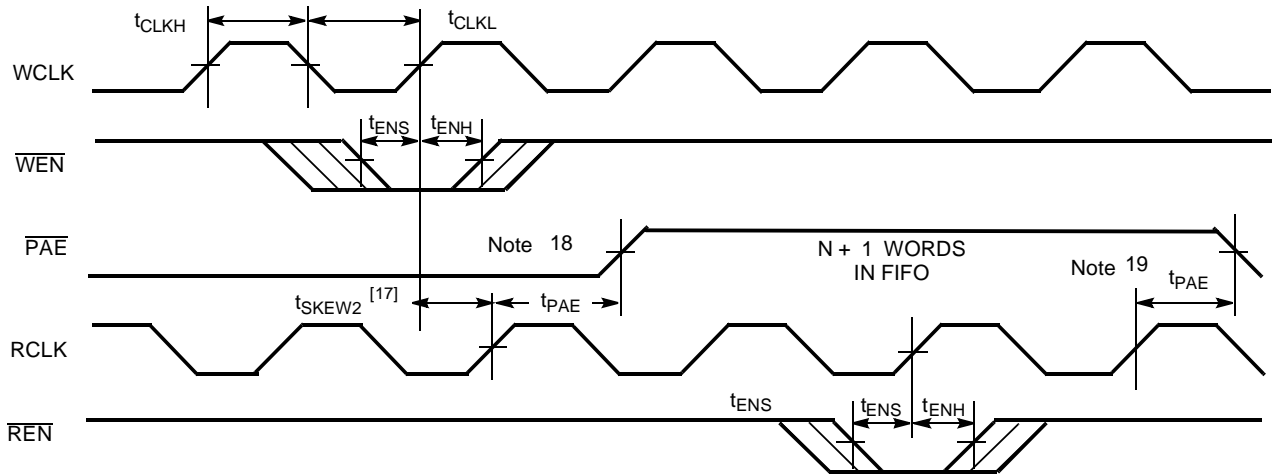 tCLKH tCLKL
WCLK
tENS tENH
WEN
PAE
Note 18
N + 1 WORDS
IN FIFO
Note 19
tPAE
tSKEW2 [17]
tPAE
RCLK
tENS tENS tENH
REN